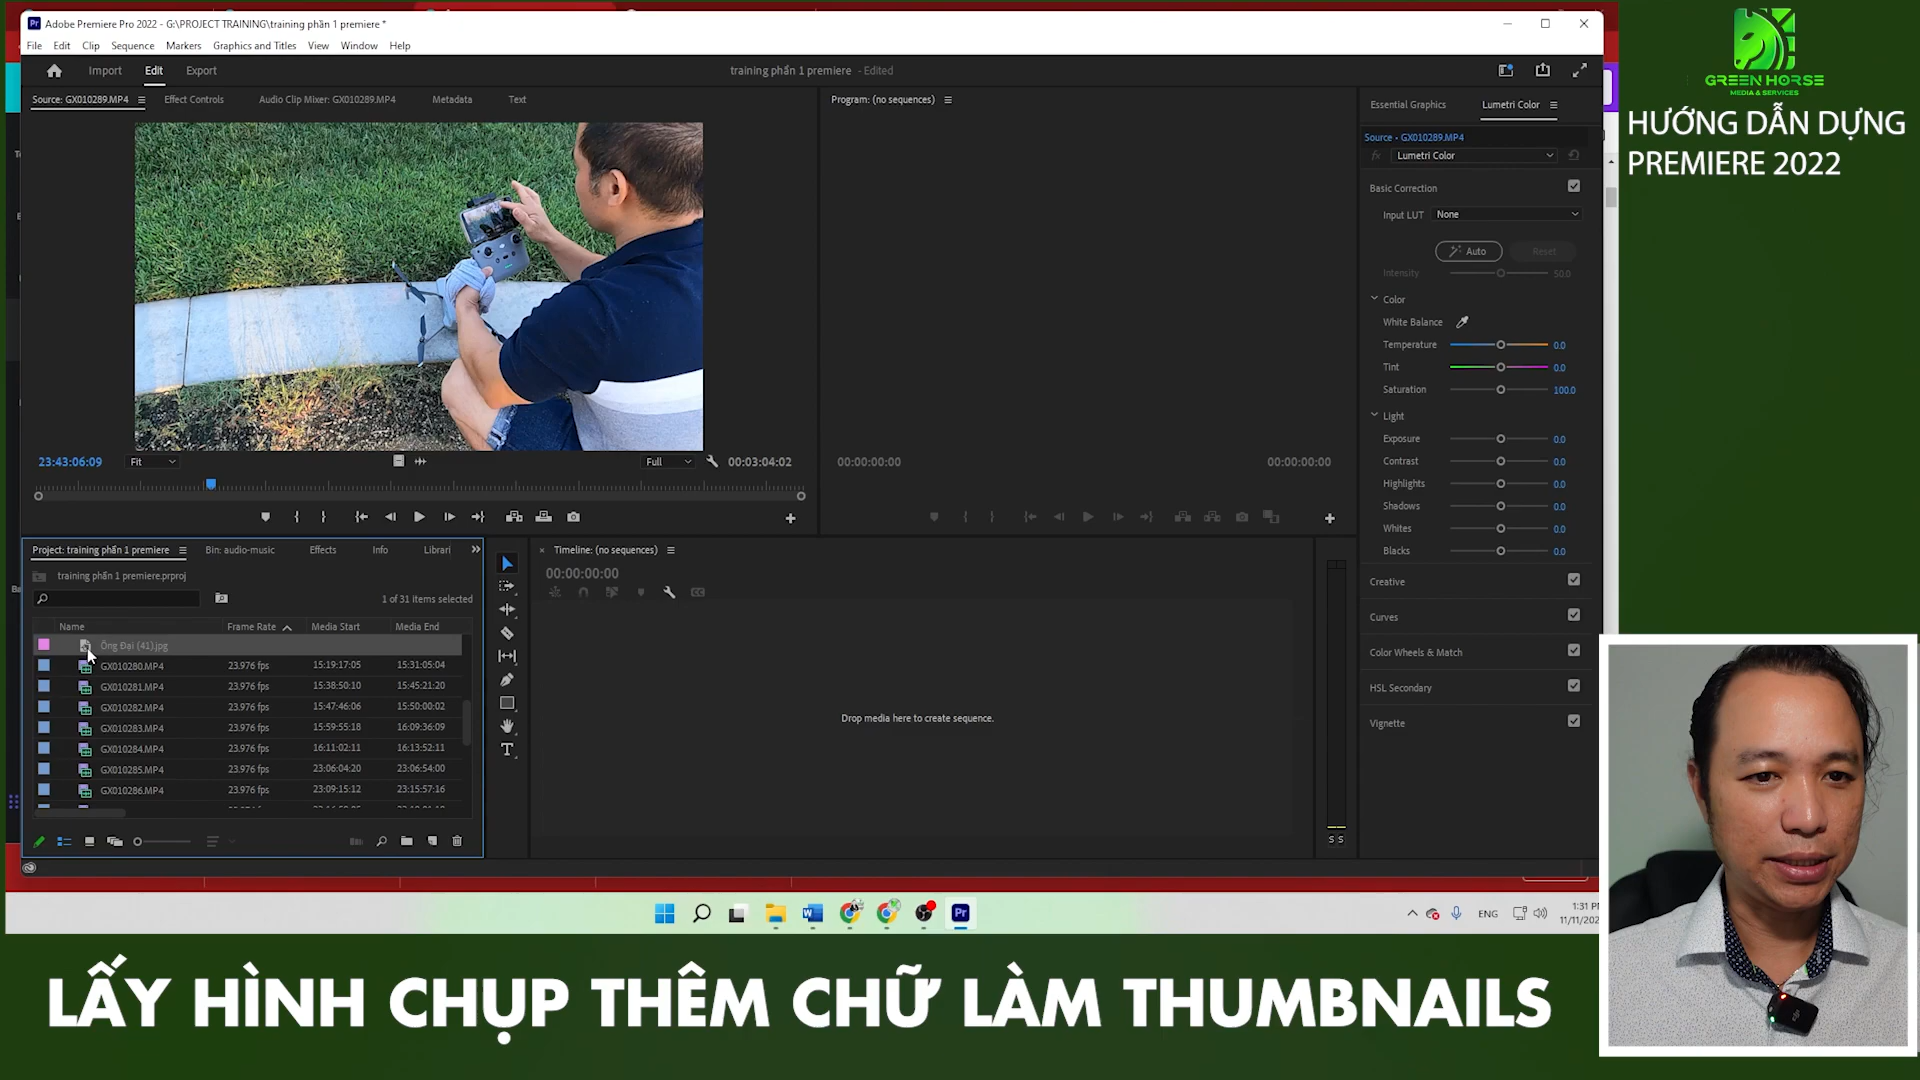 Adobe Premiere Pro 2022 - G:\PROJECT TRAINING\training phần 1 premiere *
File Edit Clip Sequence Markers Graphics and Titles View Window Help
Import Edit Export
training phần 1 premiere - Edited
Source: GX010289.MP4 Effect Controls Audio Clip Mixer: GX010289.MP4 Metadata Text
Program: (no sequences)
Essential Graphics Lumetri Color
Source • GX010289.MP4
fx Lumetri Color
Basic Correction
Input LUT None
Auto Reset
Intensity 50.0
Color
White Balance
Temperature 0.0
Tint 0.0
Saturation 100.0
Light
Exposure 0.0
Contrast 0.0
Highlights 0.0
Shadows 0.0
Whites 0.0
Blacks 0.0
Creative
Curves
Color Wheels & Match
HSL Secondary
Vignette
23:43:06:09 Fit Full 00:03:04:02
00:00:00:00 00:00:00:00
Project: training phần 1 premiere Bin: audio-music Effects Info Librari
training phần 1 premiere.prproj
1 of 31 items selected
Name Frame Rate Media Start Media End
Ông Đại (41).jpg
GX010280.MP4 23.976 fps 15:19:17:05 15:31:05:04
GX010281.MP4 23.976 fps 15:38:50:10 15:45:21:20
GX010282.MP4 23.976 fps 15:47:46:06 15:50:00:02
GX010283.MP4 23.976 fps 15:59:55:18 16:09:36:09
GX010284.MP4 23.976 fps 16:11:02:11 16:13:52:11
GX010285.MP4 23.976 fps 23:06:04:20 23:06:54:00
GX010286.MP4 23.976 fps 23:09:15:12 23:15:57:16
Timeline: (no sequences)
00:00:00:00
Drop media here to create sequence.
S S
ENG
1:31
GREEN HORSE
MEDIA & SERVICES
HƯỚNG DẪN DỰNG
PREMIERE 2022
LẤY HÌNH CHỤP THÊM CHỮ LÀM THUMBNAILS